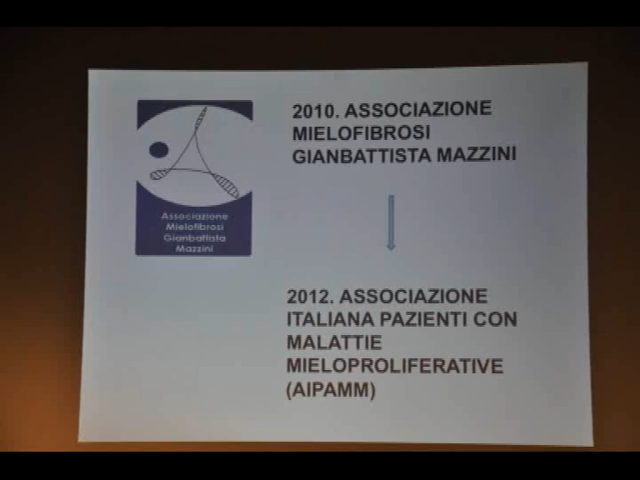 2010. ASSOCIAZIONE
MIELOFIBROSI
GIANBATTISTA MAZZINI
Associazione
Mielofibrosi
Gianbattista
Mazzini
2012. ASSOCIAZIONE
ITALIANA PAZIENTI CON
MALATTIE
MIELOPROLIFERATIVE
(AIPAMM)